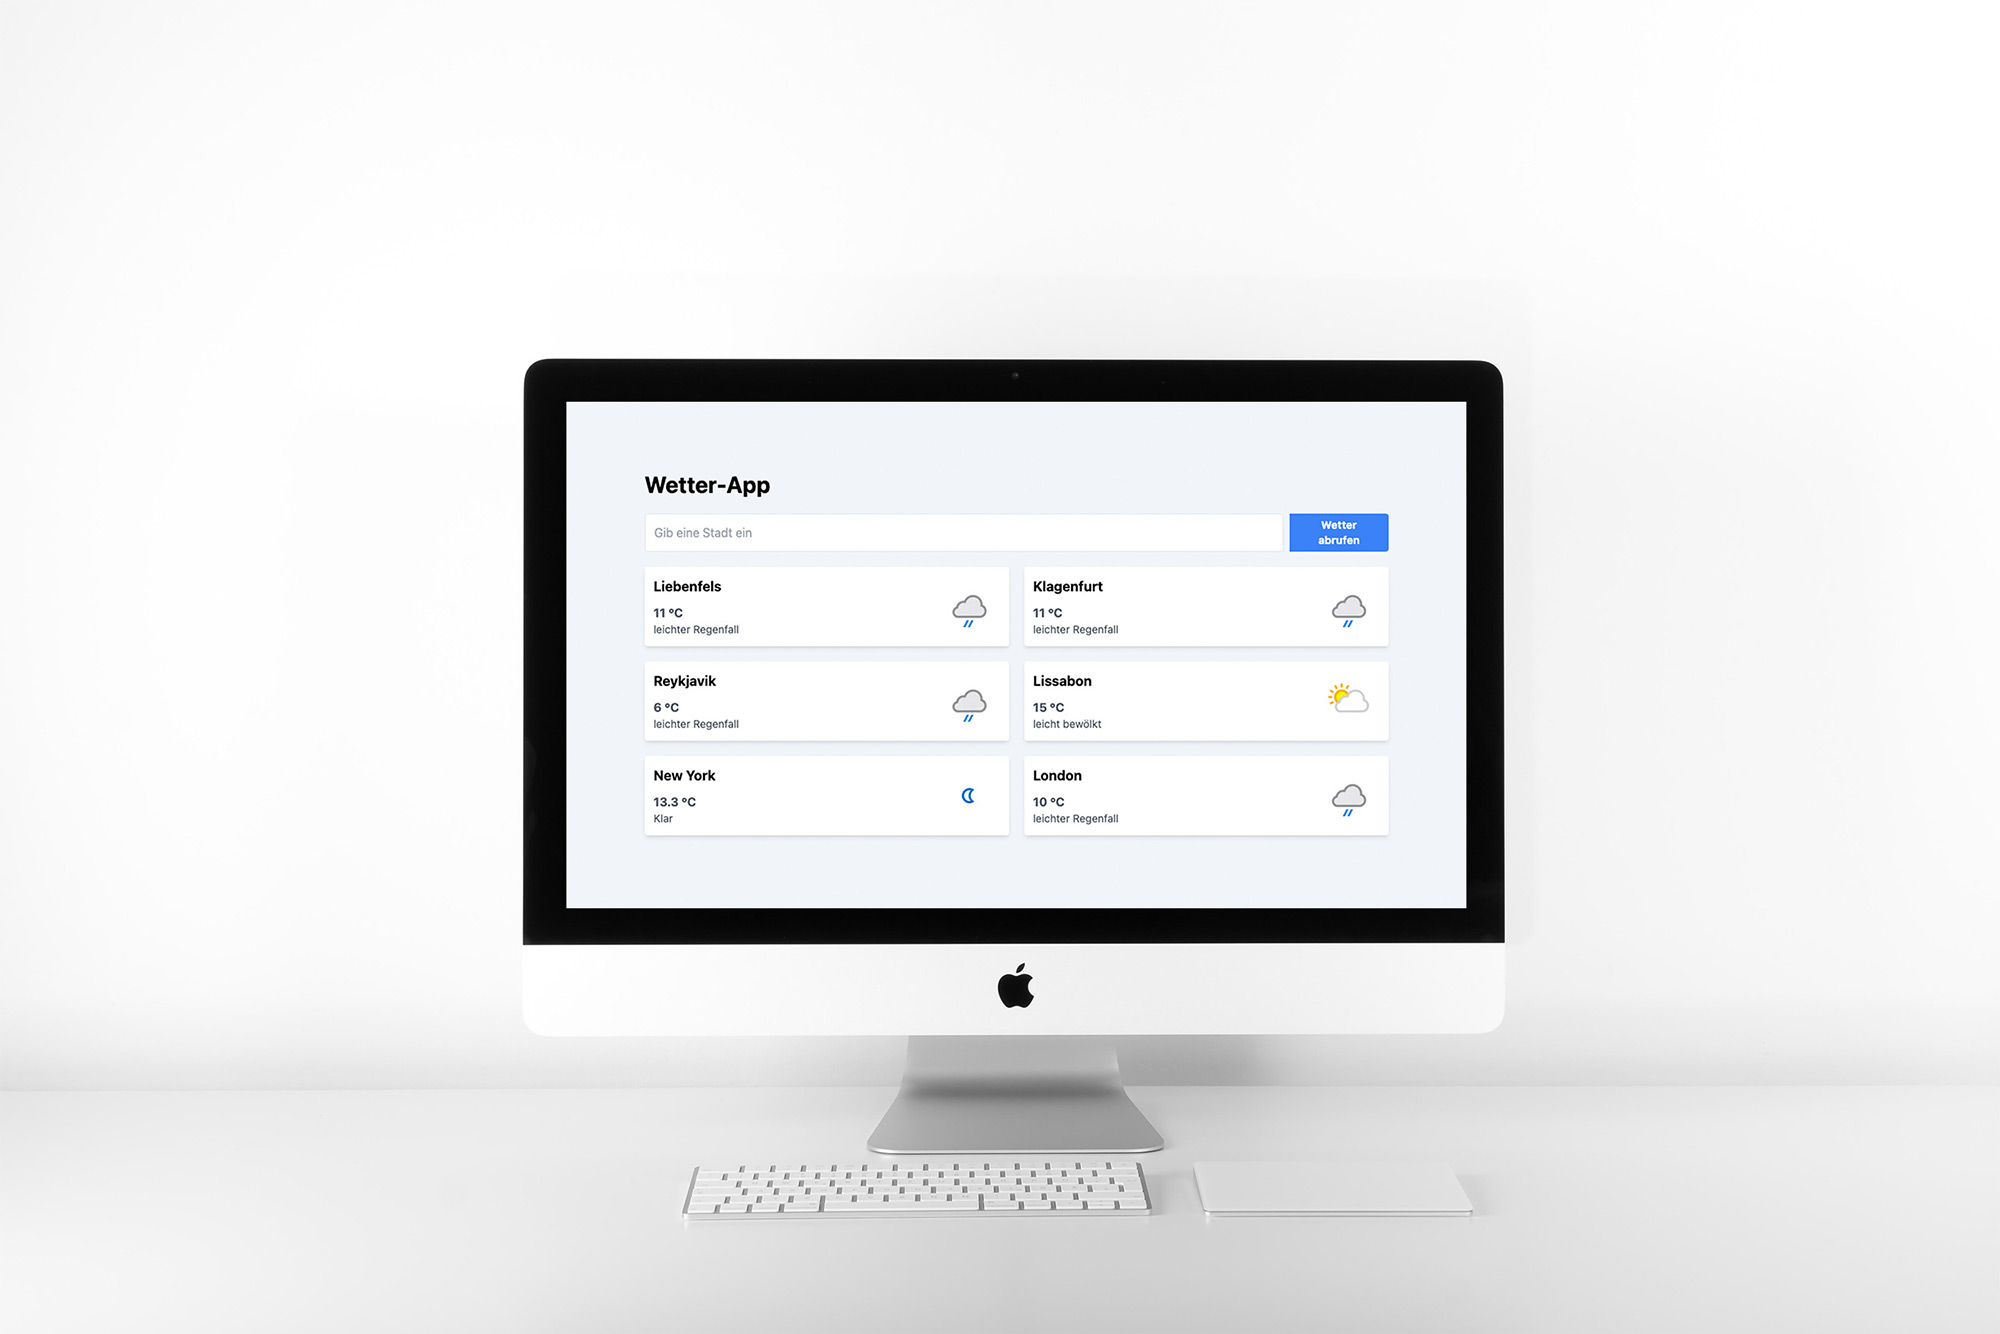 Wetter-App
Gib eine Stadt ein
Wetter
abrufen
Liebenfels
11 °C
leichter Regenfall
Klagenfurt
11 °C
leichter Regenfall
Reykjavik
6 °C
leichter Regenfall
Lissabon
15 °C
leicht bewölkt
New York
13.3 °C
Klar
London
10 °C
leichter Regenfall